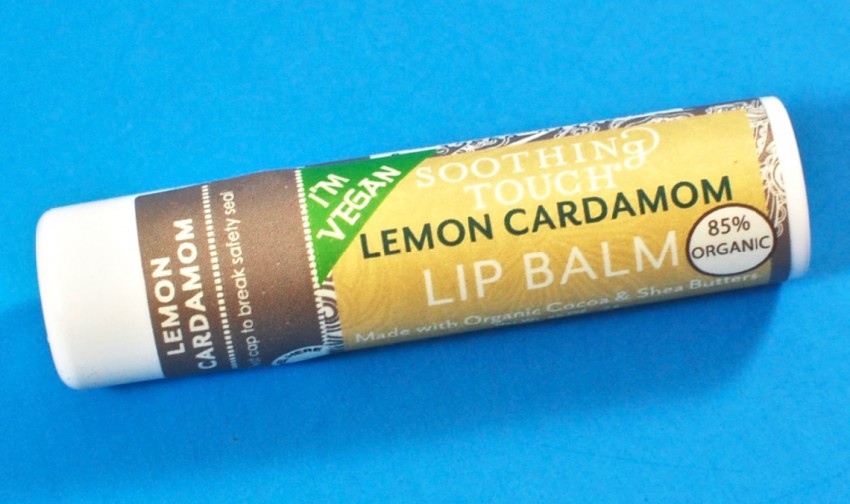 LEMON
CARDAMOM
cap to break safety seal
I'M
VEGAN
SOOTHING
TOUCH®
LEMON CARDAMOM
LIP BALM
85%
ORGANIC
Made with Organic Cocoa & Shea Butters